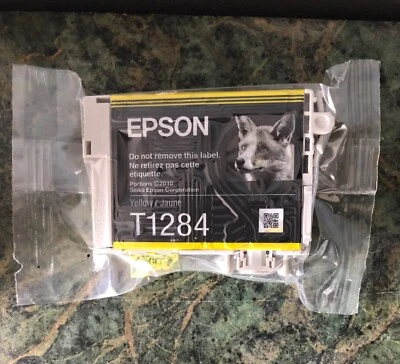 EPSON
Do not remove this label.
Ne retirez pas cette
étiquette.
Portions © 2010
Seiko Epson Corporation
Yellow / Jaune
T1284